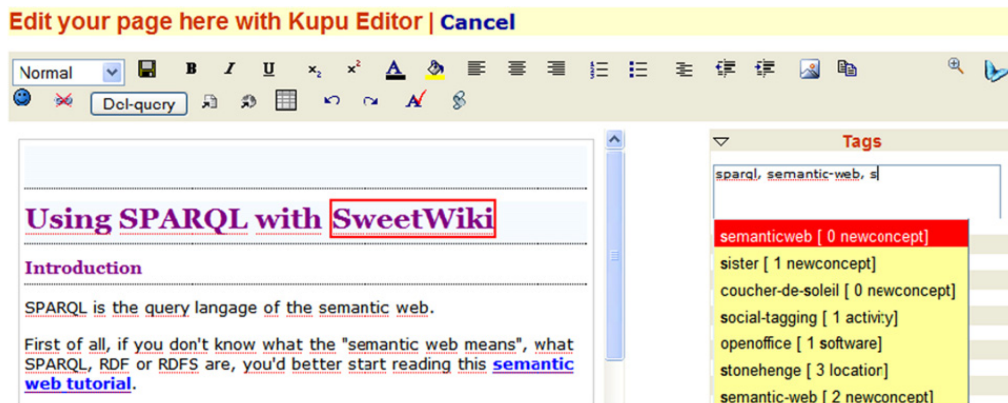 Edit your page here with Kupu Editor | Cancel
Normal B I U x₂ x² A
Del-query
Tags
sparql, semantic-web, s
Using SPARQL with SweetWiki
Introduction
SPARQL is the query langage of the semantic web.
First of all, if you don't know what the "semantic web means", what
SPARQL, RDF or RDFS are, you'd better start reading this semantic
web tutorial.
semanticweb [ 0 newconcept]
sister [ 1 newconcept]
coucher-de-soleil [ 0 newconcept]
social-tagging [ 1 activity]
openoffice [ 1 software]
stonehenge [ 3 location]
semantic-web [ 2 newconcept]